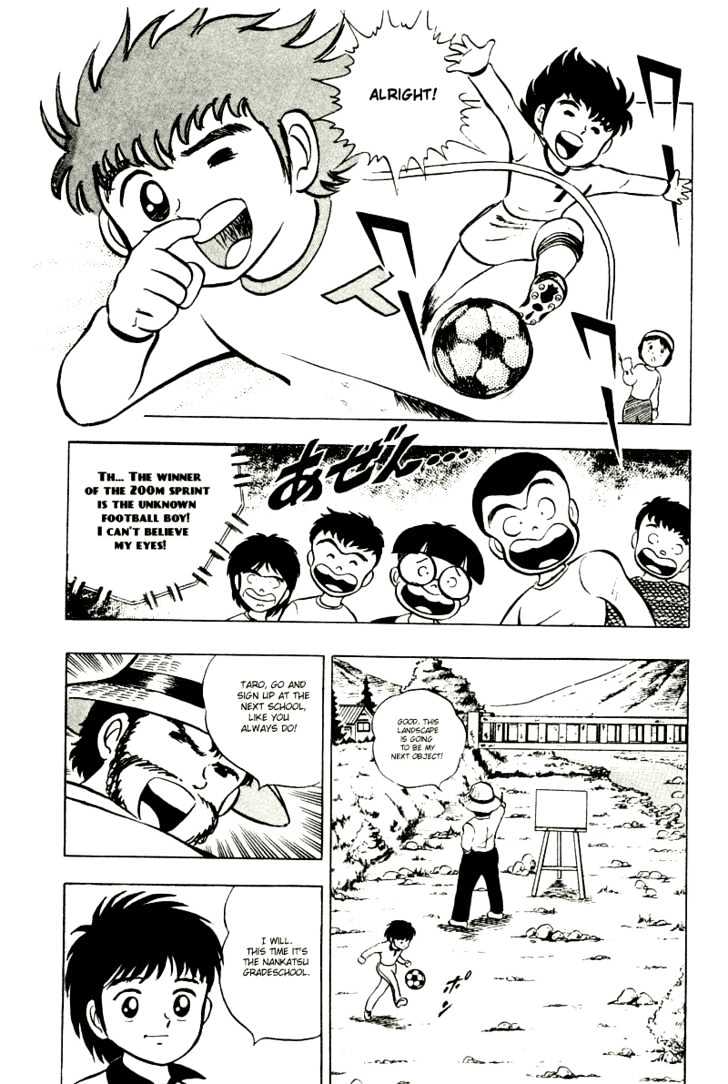 ALRIGHT!
TH... THE WINNER
OF THE 200M SPRINT
IS THE UNKNOWN
FOOTBALL BOY!
I CAN'T BELIEVE
MY EYES!
あぜん...
TARO, GO AND
SIGN UP AT THE
NEXT SCHOOL,
LIKE YOU
ALWAYS DO!
GOOD. THIS
LANDSCAPE
IS GOING
TO BE MY
NEXT OBJECT!
ポン
I WILL.
THIS TIME IT'S
THE NANKATSU
GRADESCHOOL.